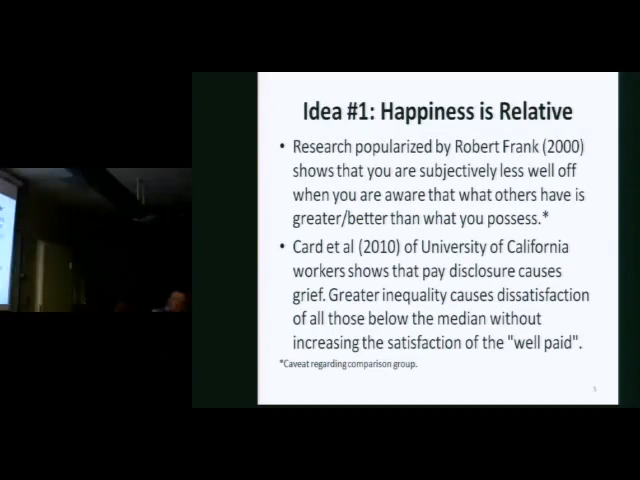 Idea #1: Happiness is Relative
• Research popularized by Robert Frank (2000)
shows that you are subjectively less well off
when you are aware that what others have is
greater/better than what you possess.*
• Card et al (2010) of University of California
workers shows that pay disclosure causes
grief. Greater inequality causes dissatisfaction
of all those below the median without
increasing the satisfaction of the "well paid".
*Caveat regarding comparison group.
5